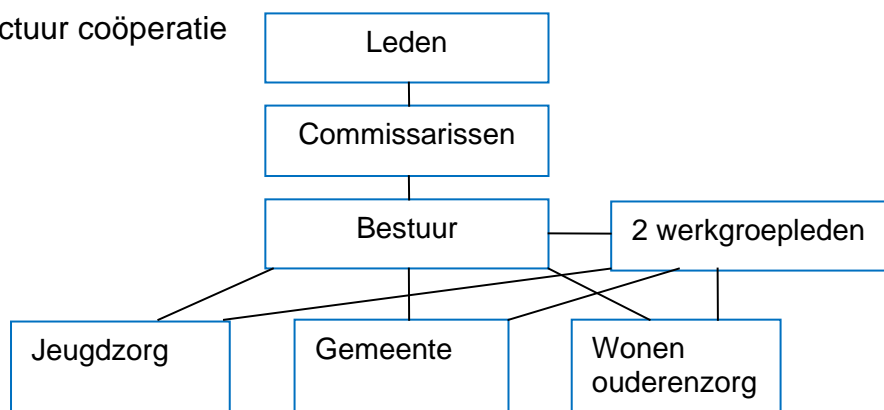 ctuur coöperatie
Leden
Commissarissen
Bestuur
2 werkgroepleden
Jeugdzorg
Gemeente
Wonen
ouderenzorg